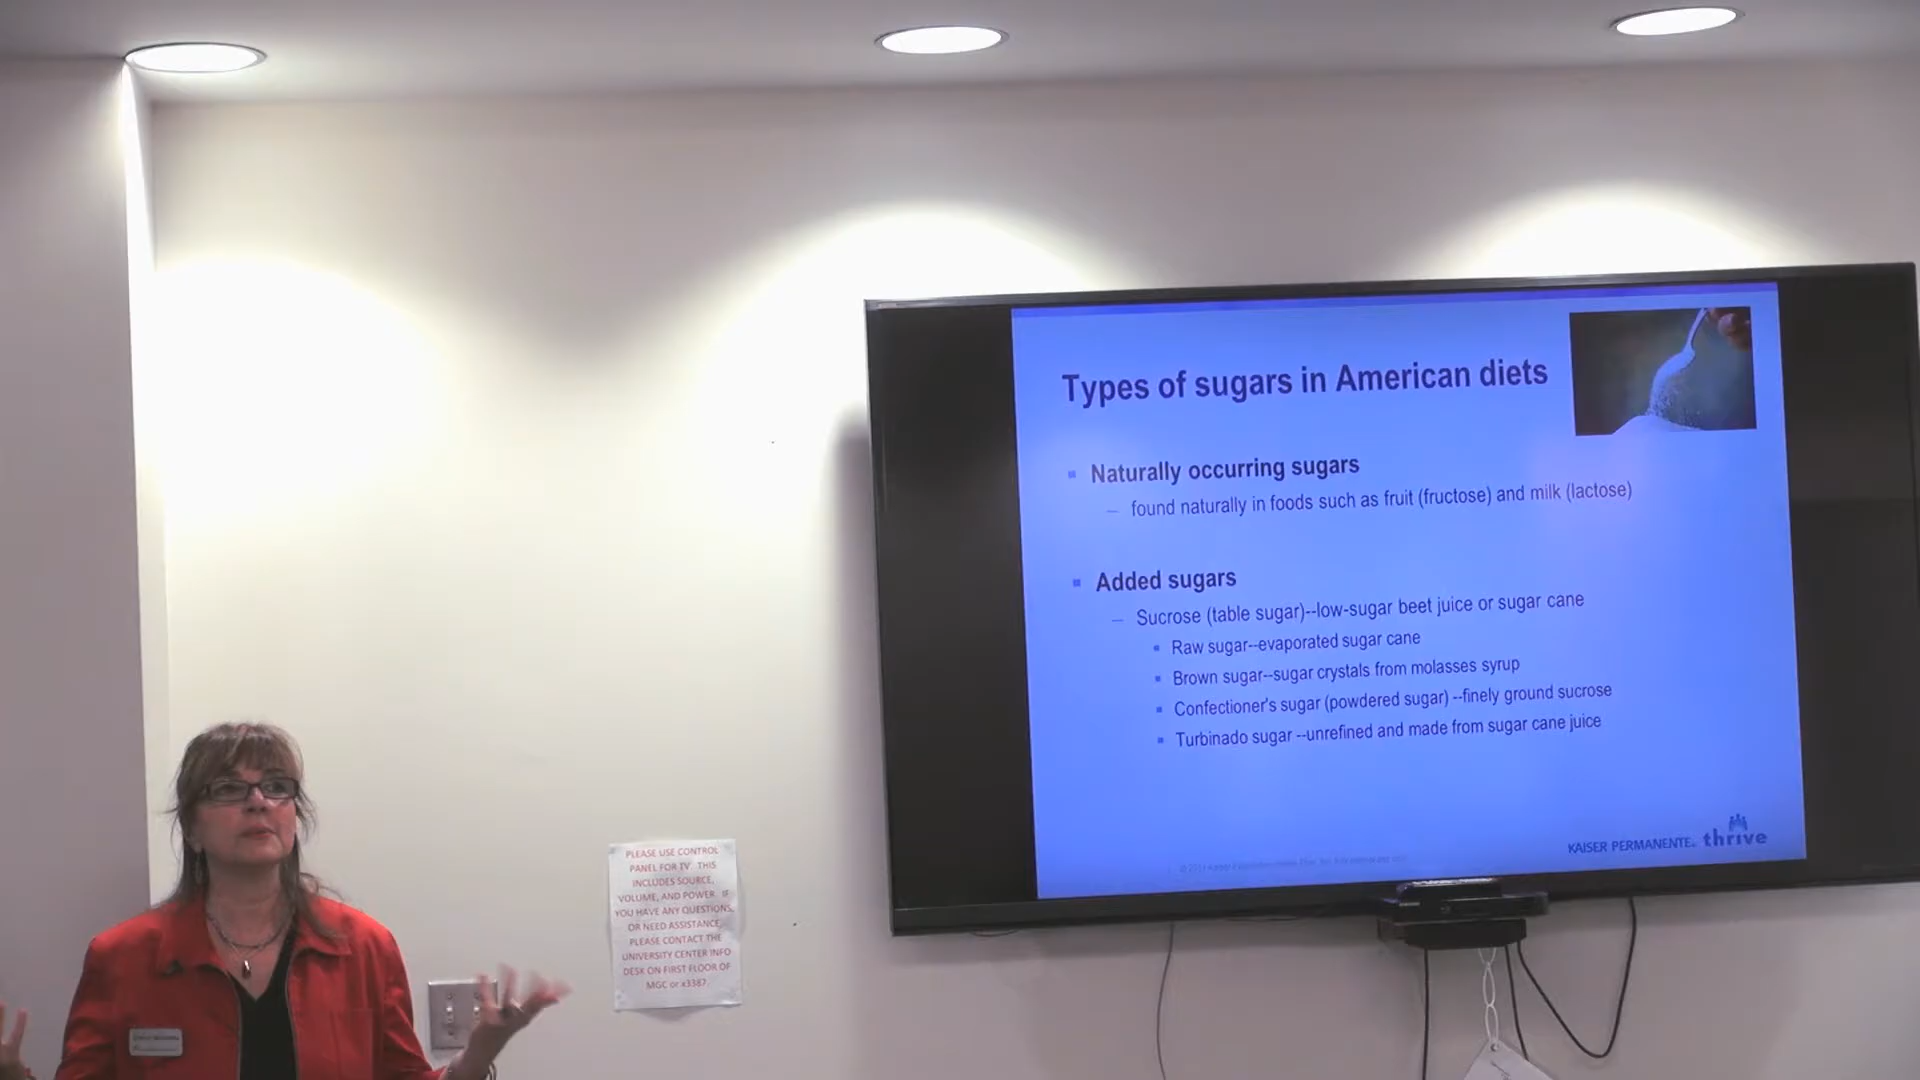 Types of sugars in American diets
Naturally occurring sugars
– found naturally in foods such as fruit (fructose) and milk (lactose)
Added sugars
– Sucrose (table sugar)--low-sugar beet juice or sugar cane
Raw sugar--evaporated sugar cane
Brown sugar--sugar crystals from molasses syrup
Confectioner's sugar (powdered sugar) --finely ground sucrose
Turbinado sugar --unrefined and made from sugar cane juice
KAISER PERMANENTE. thrive
PLEASE USE CONTROL
PANEL FOR TV THIS
INCLUDES SOURCE,
VOLUME, AND POWER. IF
YOU HAVE ANY QUESTIONS,
OR NEED ASSISTANCE,
PLEASE CONTACT THE
UNIVERSITY CENTER INFO
DESK ON FIRST FLOOR OF
MGC or x3387.